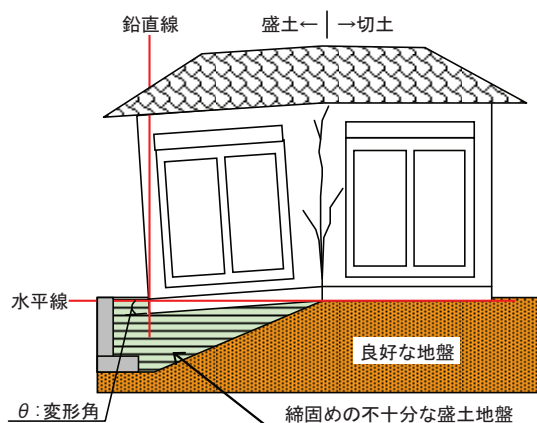 鉛直線
盛土←│→切土
水平線
良好な地盤
θ:変形角
締固めの不十分な盛土地盤